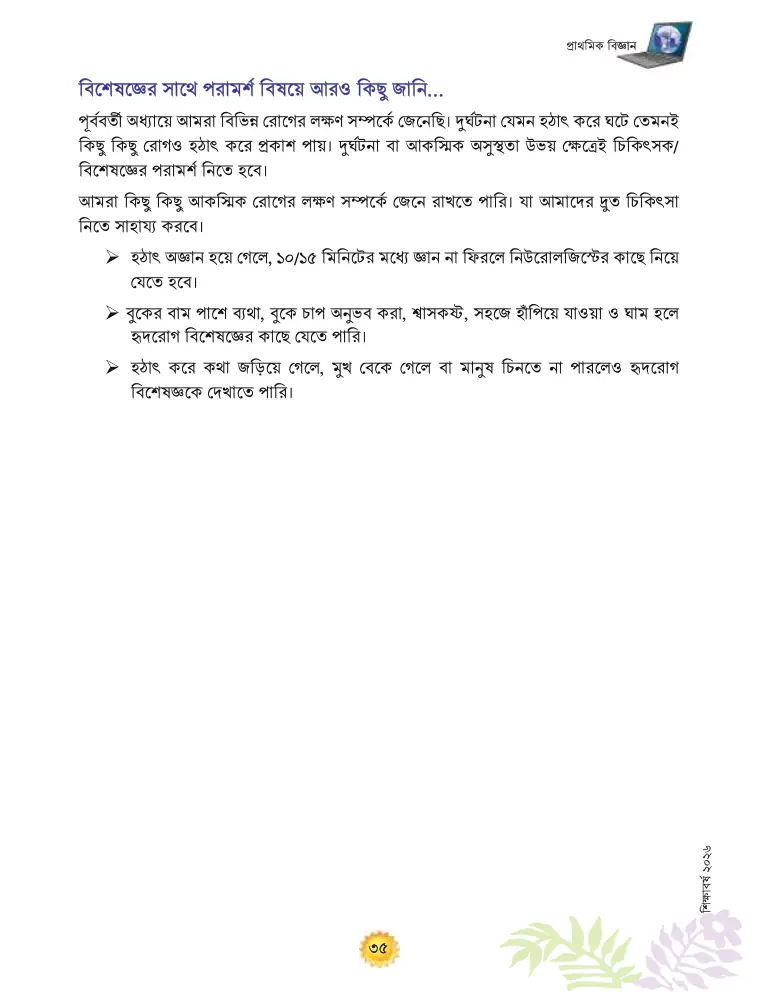 প্রাথমিক বিজ্ঞান
বিশেষজ্ঞের সাথে পরামর্শ বিষয়ে আরও কিছু জানি...
পূর্ববর্তী অধ্যায়ে আমরা বিভিন্ন রোগের লক্ষণ সম্পর্কে জেনেছি। দুর্ঘটনা যেমন হঠাৎ করে ঘটে তেমনই
কিছু কিছু রোগও হঠাৎ করে প্রকাশ পায়। দুর্ঘটনা বা আকস্মিক অসুস্থতা উভয় ক্ষেত্রেই চিকিৎসক/
বিশেষজ্ঞের পরামর্শ নিতে হবে।
আমরা কিছু কিছু আকস্মিক রোগের লক্ষণ সম্পর্কে জেনে রাখতে পারি। যা আমাদের দ্রুত চিকিৎসা
নিতে সাহায্য করবে।
➢ হঠাৎ অজ্ঞান হয়ে গেলে, ১০/১৫ মিনিটের মধ্যে জ্ঞান না ফিরলে নিউরোলজিস্টের কাছে নিয়ে
যেতে হবে।
➢ বুকের বাম পাশে ব্যথা, বুকে চাপ অনুভব করা, শ্বাসকষ্ট, সহজে হাঁপিয়ে যাওয়া ও ঘাম হলে
হৃদরোগ বিশেষজ্ঞের কাছে যেতে পারি।
➢ হঠাৎ করে কথা জড়িয়ে গেলে, মুখ বেকে গেলে বা মানুষ চিনতে না পারলেও হৃদরোগ
বিশেষজ্ঞকে দেখাতে পারি।
শিক্ষাবর্ষ ২০২৬
৩৫